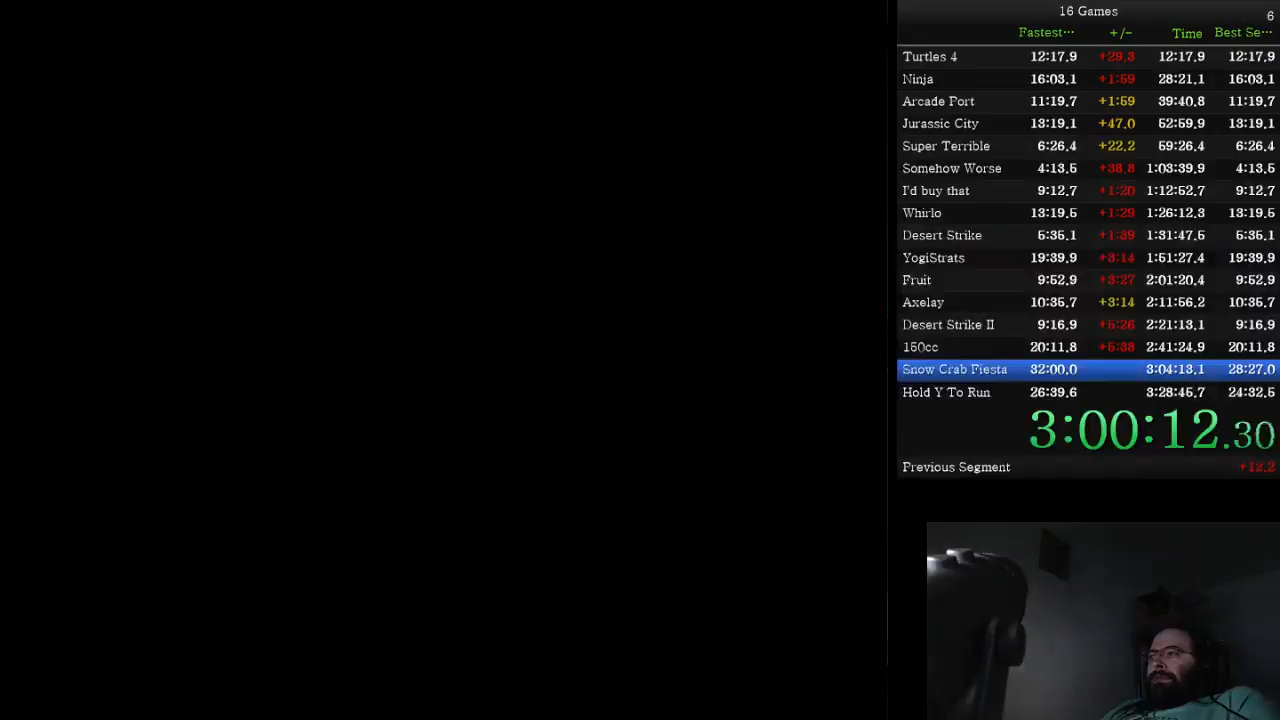 16 Games
6
Fastest… +/- Time Best Se…
Turtles 4 12:17.9 +29.3 12:17.9 12:17.9
Ninja 16:03.1 +1:59 28:21.1 16:03.1
Arcade Port 11:19.7 +1:59 39:40.8 11:19.7
Jurassic City 13:19.1 +47.0 52:59.9 13:19.1
Super Terrible 6:26.4 +22.2 59:26.4 6:26.4
Somehow Worse 4:13.5 +38.8 1:03:39.9 4:13.5
I'd buy that 9:12.7 +1:20 1:12:52.7 9:12.7
Whirlo 13:19.5 +1:29 1:26:12.3 13:19.5
Desert Strike 5:35.1 +1:39 1:31:47.5 5:35.1
YogiStrats 19:39.9 +3:14 1:51:27.4 19:39.9
Fruit 9:52.9 +3:27 2:01:20.4 9:52.9
Axelay 10:35.7 +3:14 2:11:56.2 10:35.7
Desert Strike II 9:16.9 +5:26 2:21:13.1 9:16.9
150cc 20:11.8 +5:38 2:41:24.9 20:11.8
Snow Crab Fiesta 32:00.0 3:04:13.1 28:27.0
Hold Y To Run 26:39.6 3:28:45.7 24:32.5
3:00:12.30
Previous Segment +12.2